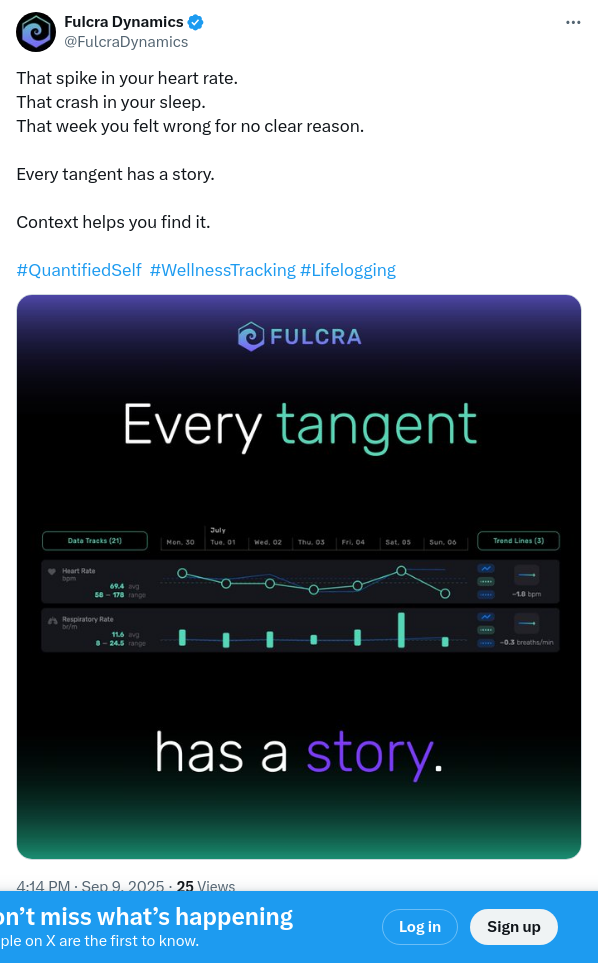 Fulcra Dynamics
@FulcraDynamics
That spike in your heart rate.
That crash in your sleep.
That week you felt wrong for no clear reason.
Every tangent has a story.
Context helps you find it.
#QuantifiedSelf #WellnessTracking #Lifelogging
FULCRA
Every tangent
July
Data Tracks (21) Mon, 30 Tue, 01 Wed, 02 Thu, 03 Fri, 04 Sat, 05 Sun, 06 Trend Lines (3)
Heart Rate
bpm
69.4 avg
58 – 178 range
~1.8 bpm
Respiratory Rate
br/m
11.6 avg
8 – 24.5 range
~0.3 breaths/min
has a story.
4:14 PM · Sep 9, 2025 · 25 Views
on't miss what's happening
ple on X are the first to know.
Log in
Sign up